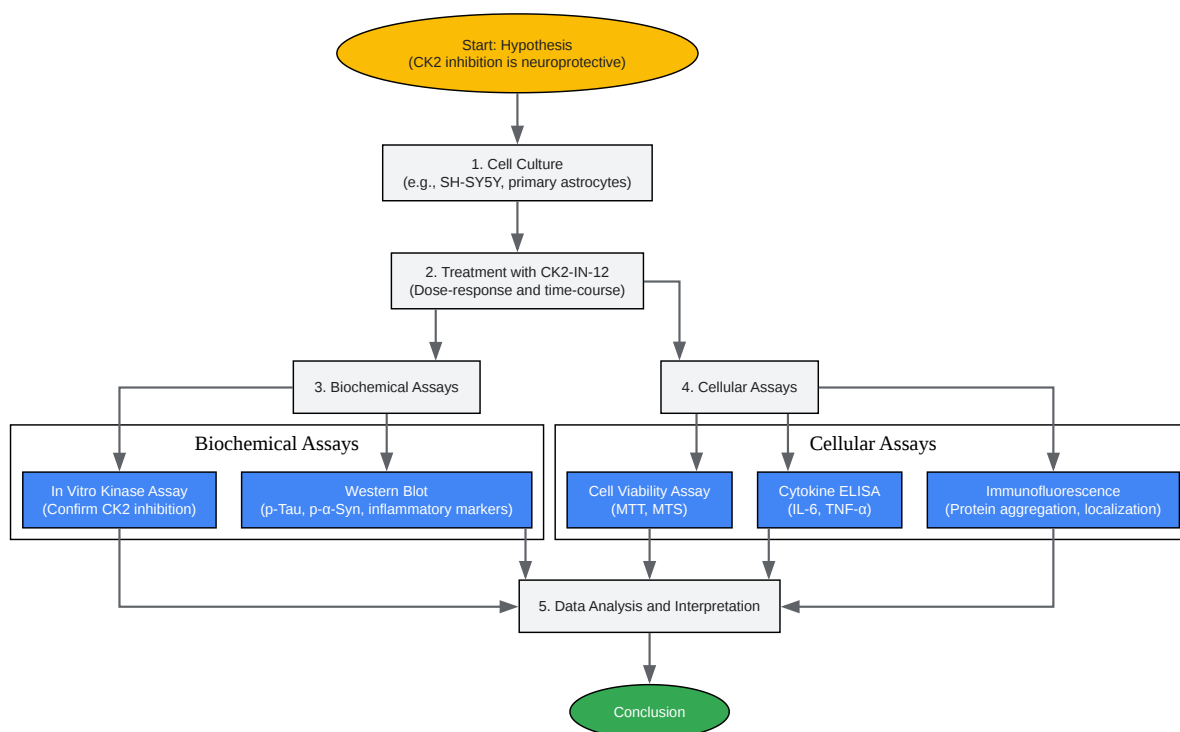 Start: Hypothesis
(CK2 inhibition is neuroprotective)
1. Cell Culture
(e.g., SH-SY5Y, primary astrocytes)
2. Treatment with CK2-IN-12
(Dose-response and time-course)
3. Biochemical Assays
4. Cellular Assays
Biochemical Assays
Cellular Assays
In Vitro Kinase Assay
(Confirm CK2 inhibition)
Western Blot
(p-Tau, p-α-Syn, inflammatory markers)
Cell Viability Assay
(MTT, MTS)
Cytokine ELISA
(IL-6, TNF-α)
Immunofluorescence
(Protein aggregation, localization)
5. Data Analysis and Interpretation
Conclusion